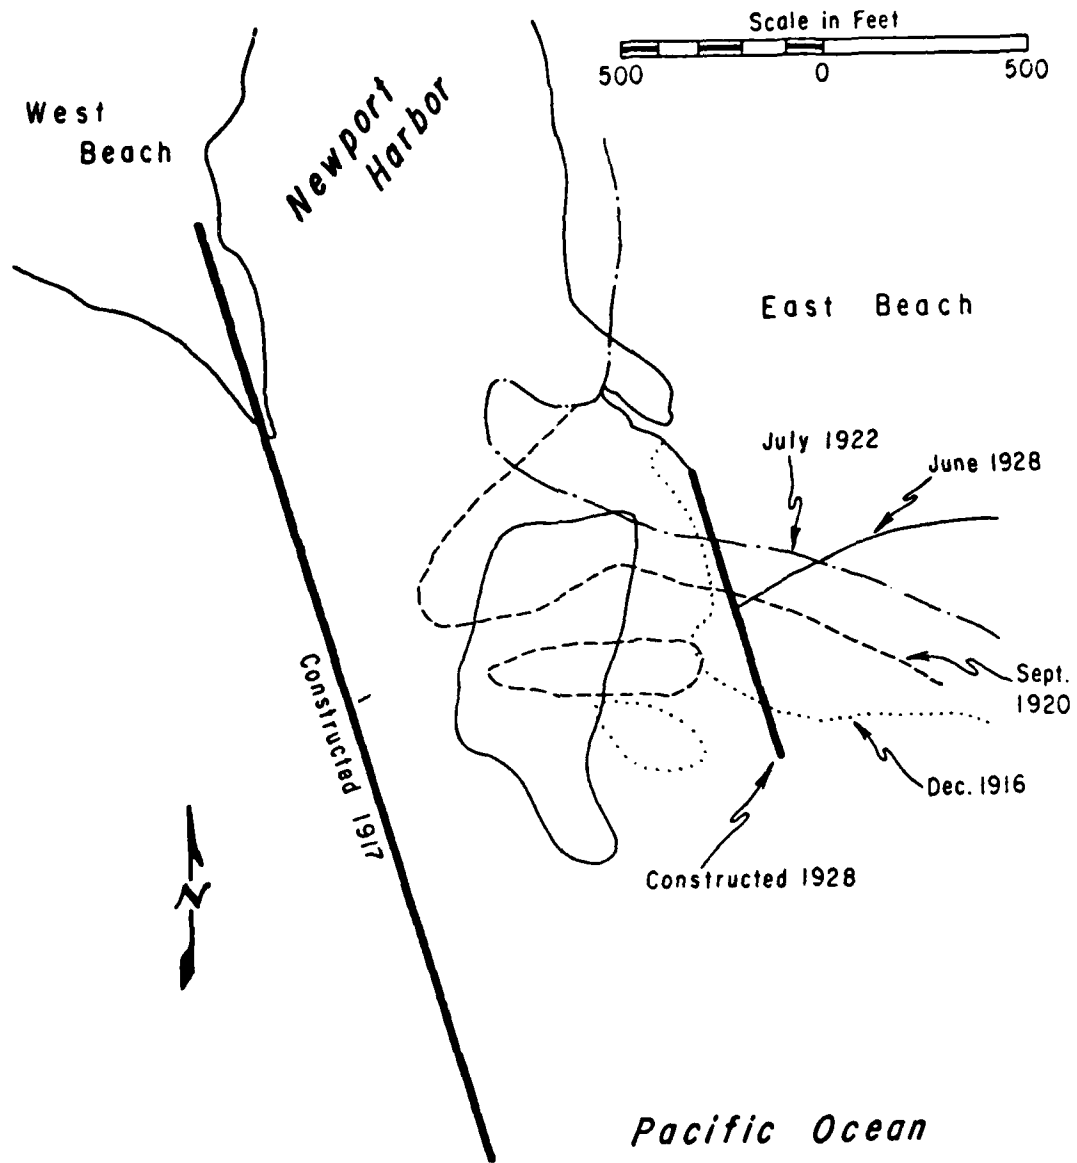 Scale in Feet
500 0 500
West
Beach
Newport
Harbor
East Beach
July 1922
June 1928
Sept.
1920
Constructed 1917
Dec. 1916
Constructed 1928
N
Pacific Ocean